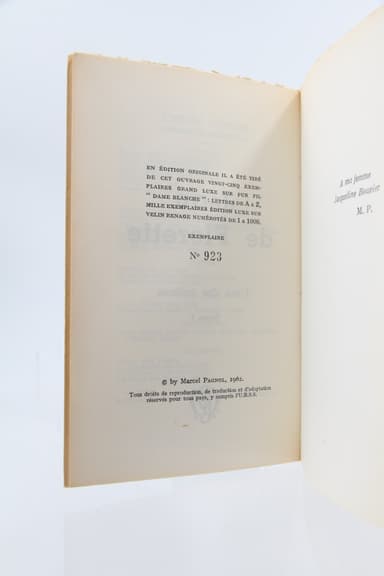 EN ÉDITION ORIGINALE IL A ÉTÉ TIRÉ
DE CET OUVRAGE VINGT-CINQ EXEM-
PLAIRES GRAND LUXE SUR PUR FIL
" DAME BLANCHE " : LETTRES DE A à Z,
MILLE EXEMPLAIRES ÉDITION LUXE SUR
VELIN RENAGE NUMÉROTÉS DE 1 à 1000.
EXEMPLAIRE
Nº 923
© by Marcel PAGNOL, 1962.
Tous droits de reproduction, de traduction et d'adaptation
réservés pour tous pays, y compris l'U.R.S.S.
A ma femme
Jacqueline Bouvier
M. P.